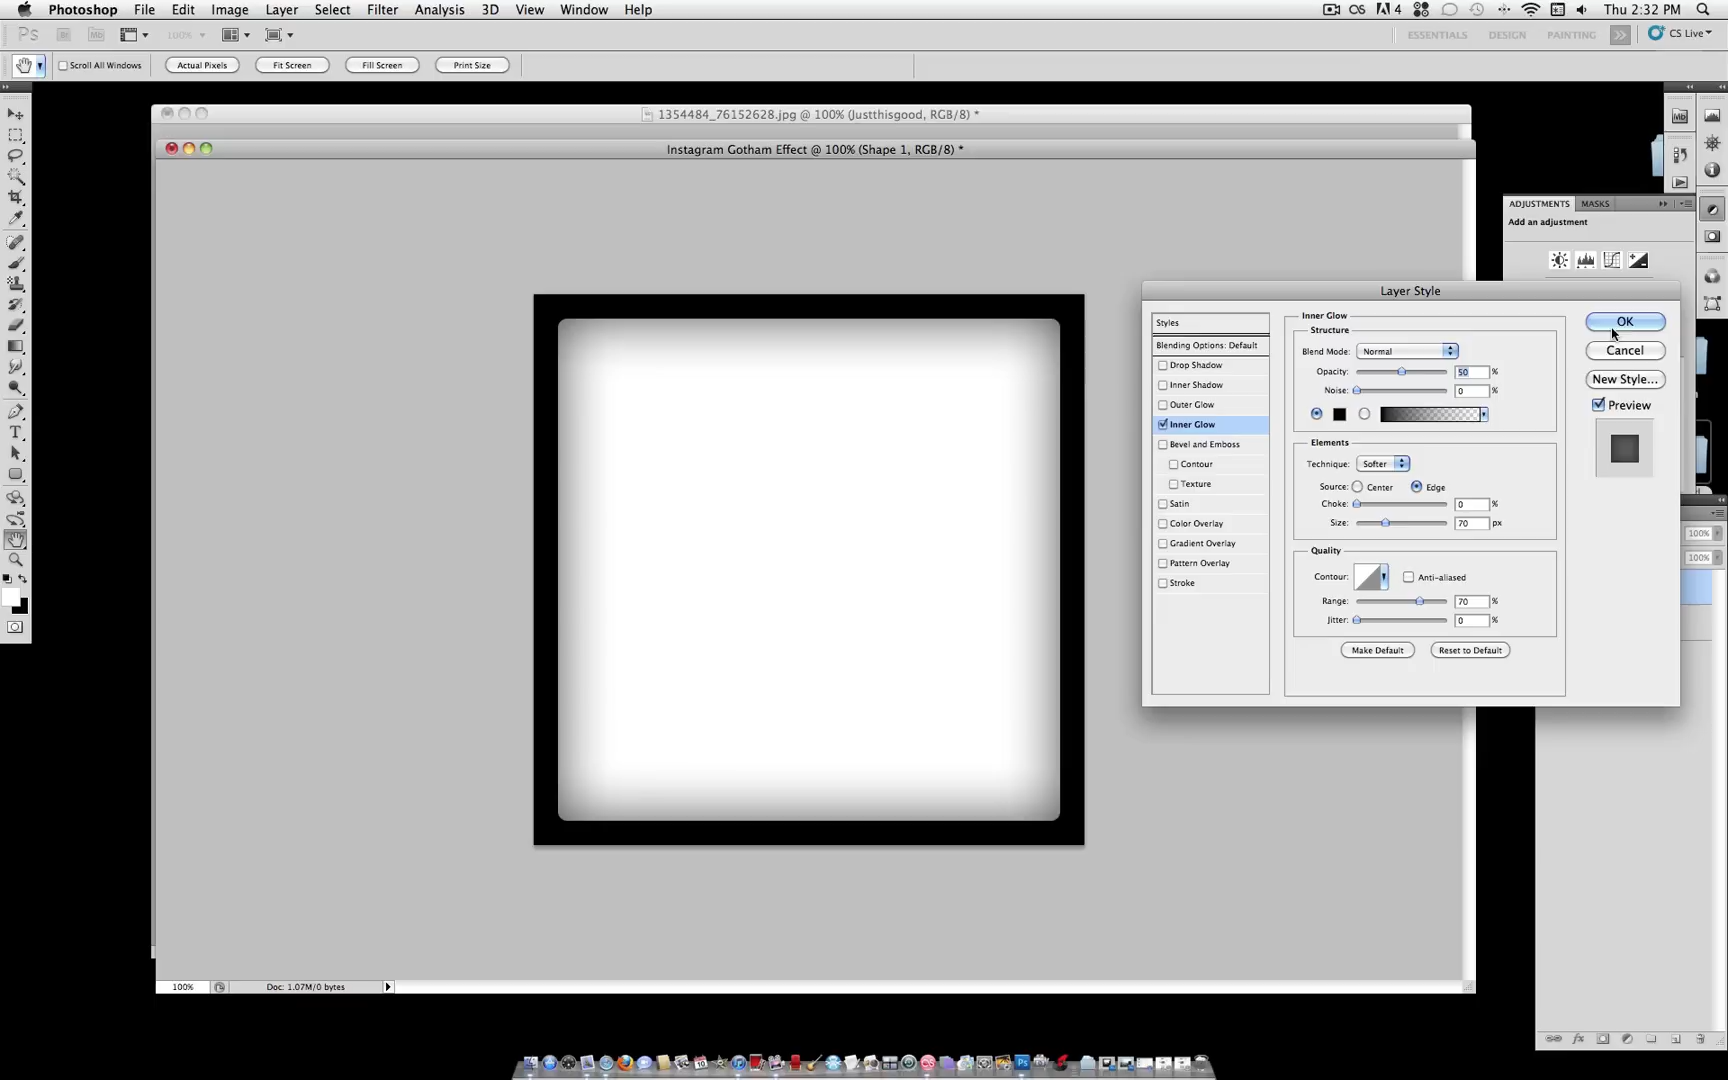 Photoshop File Edit Image Layer Select Filter Analysis 3D View Window Help OS 4 Thu 2:32 PM
Ps Br Mb 100% ESSENTIALS DESIGN PAINTING CS Live
Scroll All Windows Actual Pixels Fit Screen Fill Screen Print Size
1354484_76152628.jpg @ 100% (Justthisgood, RGB/8) *
Instagram Gotham Effect @ 100% (Shape 1, RGB/8) *
Mb
ADJUSTMENTS MASKS
Add an adjustment
Layer Style
Styles
Blending Options: Default
Drop Shadow
Inner Shadow
Outer Glow
Inner Glow
Bevel and Emboss
Contour
Texture
Satin
Color Overlay
Gradient Overlay
Pattern Overlay
Stroke
Inner Glow
Structure
Blend Mode: Normal
Opacity: 50 %
Noise: 0 %
Elements
Technique: Softer
Source: Center Edge
Choke: 0 %
Size: 70 px
Quality
Contour: Anti-aliased
Range: 70 %
Jitter: 0 %
Make Default Reset to Default
OK
Cancel
New Style...
Preview
100%
100%
100% Doc: 1.07M/0 bytes